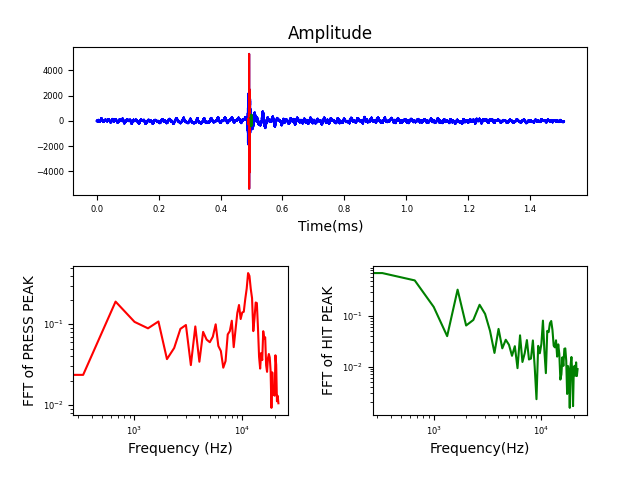 Amplitude
4000
2000
0
−2000
−4000
0.0 0.2 0.4 0.6 0.8 1.0 1.2 1.4
Time(ms)
FFT of PRESS PEAK
10⁻¹
10⁻²
10³ 10⁴
Frequency (Hz)
FFT of HIT PEAK
10⁻¹
10⁻²
10³ 10⁴
Frequency(Hz)